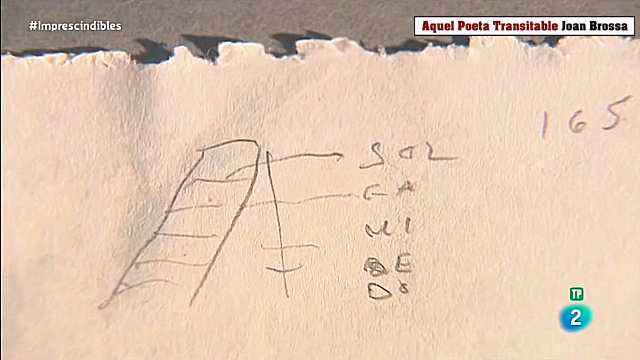 #Imprescindibles
Aquel Poeta Transitable Joan Brossa
165
SOL
FA
MI
RE
DO
TP
2